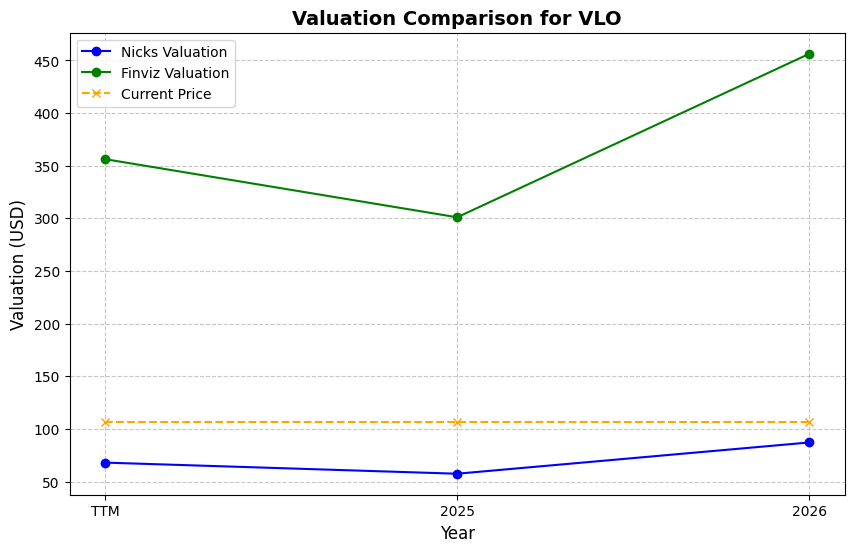 Valuation Comparison for VLO
Nicks Valuation
Finviz Valuation
Current Price
Valuation (USD)
450
400
350
300
250
200
150
100
50
TTM
2025
2026
Year